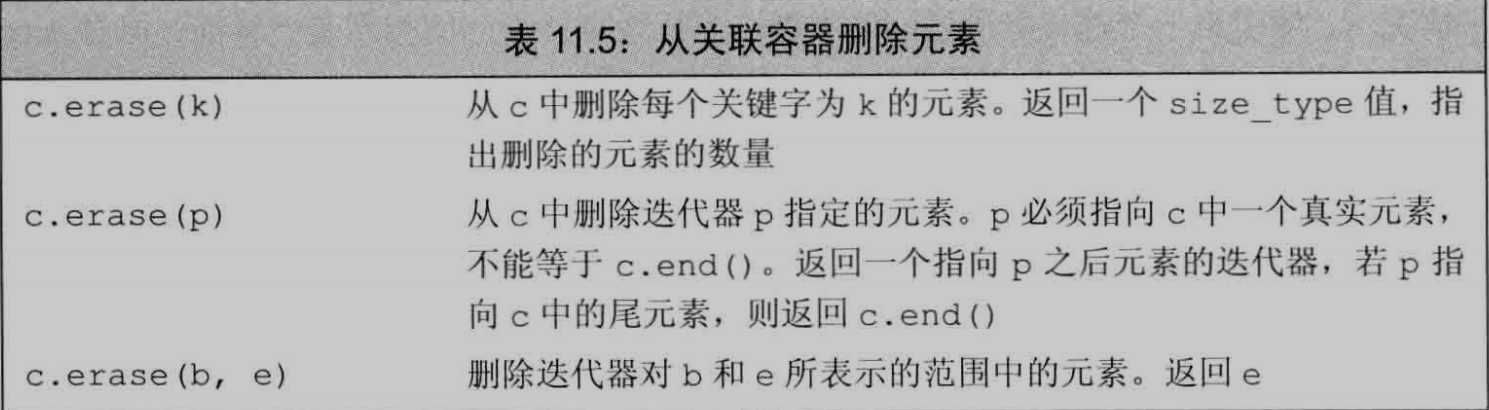 表 11.5：从关联容器删除元素
c.erase(k) 从 c 中删除每个关键字为 k 的元素。返回一个 size_type 值，指
出删除的元素的数量
c.erase(p) 从 c 中删除迭代器 p 指定的元素。p 必须指向 c 中一个真实元素，
不能等于 c.end()。返回一个指向 p 之后元素的迭代器，若 p 指
向 c 中的尾元素，则返回 c.end()
c.erase(b, e) 删除迭代器对 b 和 e 所表示的范围中的元素。返回 e